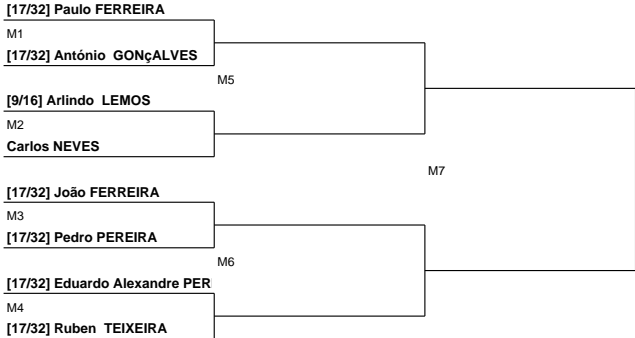 [17/32] Paulo FERREIRA
M1
[17/32] António GONçALVES
M5
[9/16] Arlindo LEMOS
M2
Carlos NEVES
M7
[17/32] João FERREIRA
M3
[17/32] Pedro PEREIRA
M6
[17/32] Eduardo Alexandre PER
M4
[17/32] Ruben TEIXEIRA